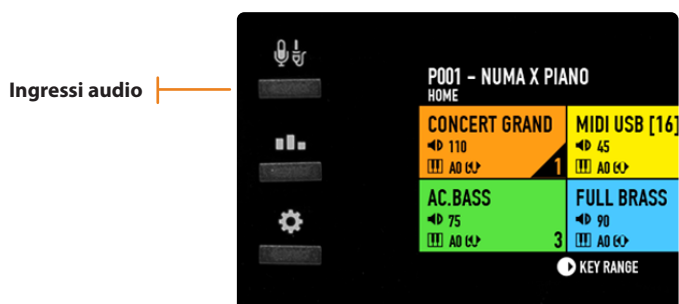 Ingressi audio
P001 - NUMA X PIANO
HOME
CONCERT GRAND
110
A0
1
MIDI USB [16]
45
A0
AC.BASS
75
A0
3
FULL BRASS
90
A0
KEY RANGE